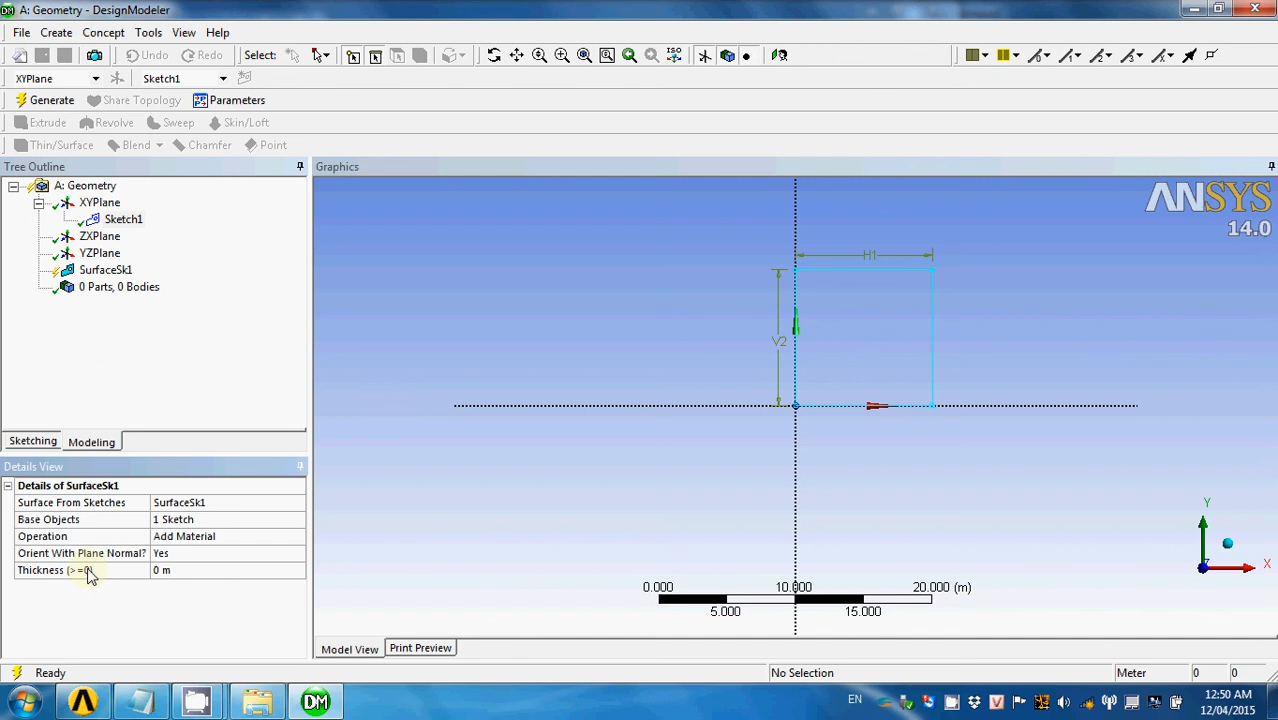 A: Geometry - DesignModeler
File Create Concept Tools View Help
Undo Redo Select:
XYPlane Sketch1
Generate Share Topology Parameters
Extrude Revolve Sweep Skin/Loft
Thin/Surface Blend Chamfer Point
Tree Outline
Graphics
A: Geometry
XYPlane
Sketch1
ZXPlane
YZPlane
SurfaceSk1
0 Parts, 0 Bodies
ANSYS
14.0
H1
V2
Sketching Modeling
Details View
Details of SurfaceSk1
Surface From Sketches SurfaceSk1
Base Objects 1 Sketch
Operation Add Material
Orient With Plane Normal? Yes
Thickness (>=0) 0 m
0.000 10.000 20.000 (m)
5.000 15.000
Y
X
Z
Model View Print Preview
Ready
No Selection Meter 0 0
DM
EN
12:50 AM
12/04/2015